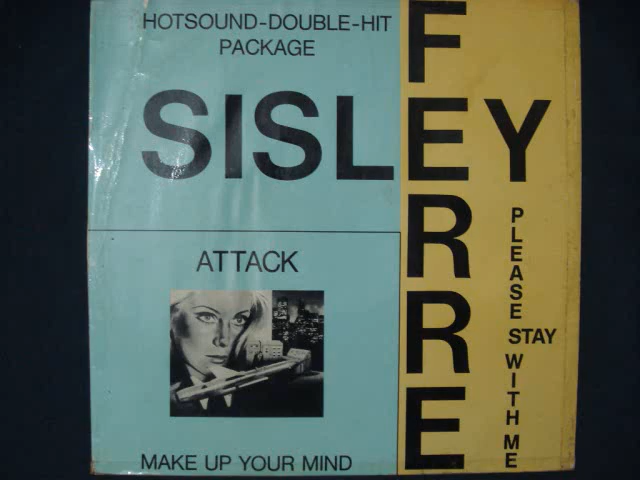 HOTSOUND-DOUBLE-HIT
PACKAGE
SISLEY
FERRE
PLEASE STAY WITH ME
ATTACK
MAKE UP YOUR MIND